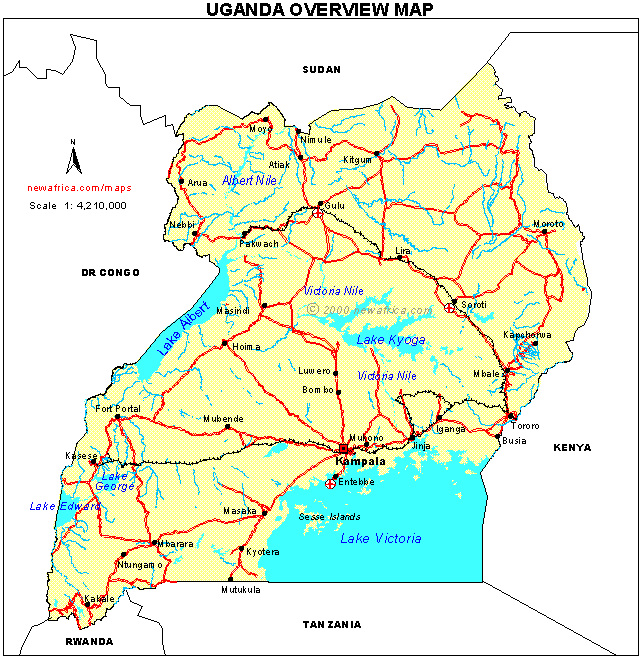 UGANDA OVERVIEW MAP
SUDAN
N
newafrica.com/maps
Scale 1: 4,210,000
Moyo
Nimule
Atiak
Kitgum
Arua
Albert Nile
Gulu
Nebbi
Moroto
Pakwach
Lira
DR CONGO
Victoria Nile
Masindi
© 2000 newafrica.com
Soroti
Lake Albert
Kapchorwa
Lake Kyoga
Hoima
Luwero
Victoria Nile
Mbale
Bombo
Fort Portal
Mubende
Tororo
Iganga
Mukono
Jinja
Busia
KENYA
Kasese
Kampala
Lake
George
Entebbe
Lake Edward
Masaka
Sesse Islands
Lake Victoria
Mbarara
Kyotera
Ntungamo
Mutukula
Kabale
TANZANIA
RWANDA